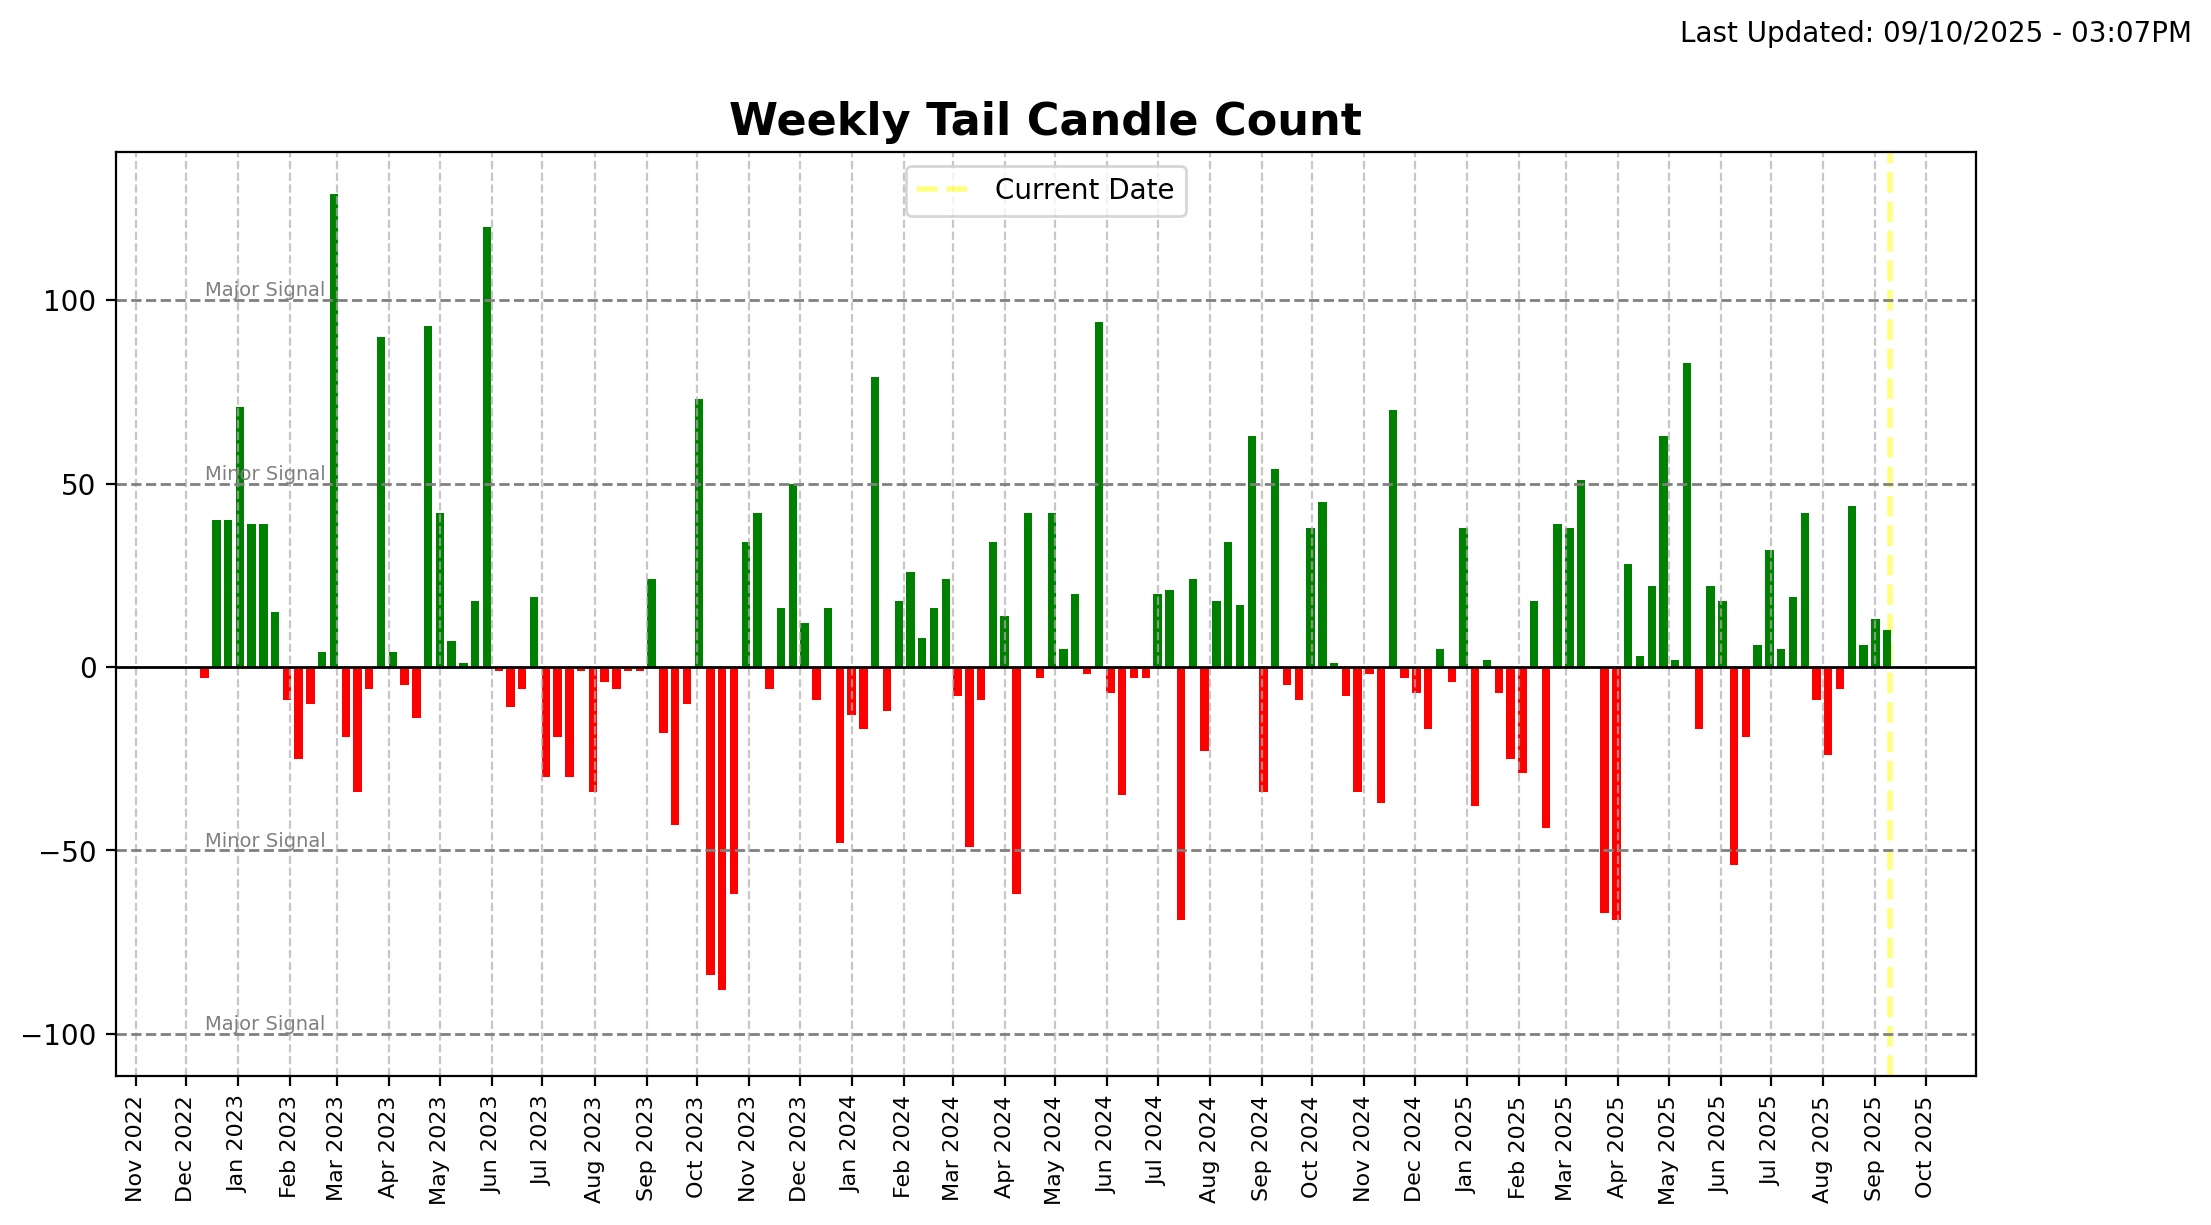 Last Updated: 09/10/2025 - 03:07PM
Weekly Tail Candle Count
Current Date
Major Signal
100
Minor Signal
50
0
Minor Signal
−50
Major Signal
−100
Nov 2022
Dec 2022
Jan 2023
Feb 2023
Mar 2023
Apr 2023
May 2023
Jun 2023
Jul 2023
Aug 2023
Sep 2023
Oct 2023
Nov 2023
Dec 2023
Jan 2024
Feb 2024
Mar 2024
Apr 2024
May 2024
Jun 2024
Jul 2024
Aug 2024
Sep 2024
Oct 2024
Nov 2024
Dec 2024
Jan 2025
Feb 2025
Mar 2025
Apr 2025
May 2025
Jun 2025
Jul 2025
Aug 2025
Sep 2025
Oct 2025